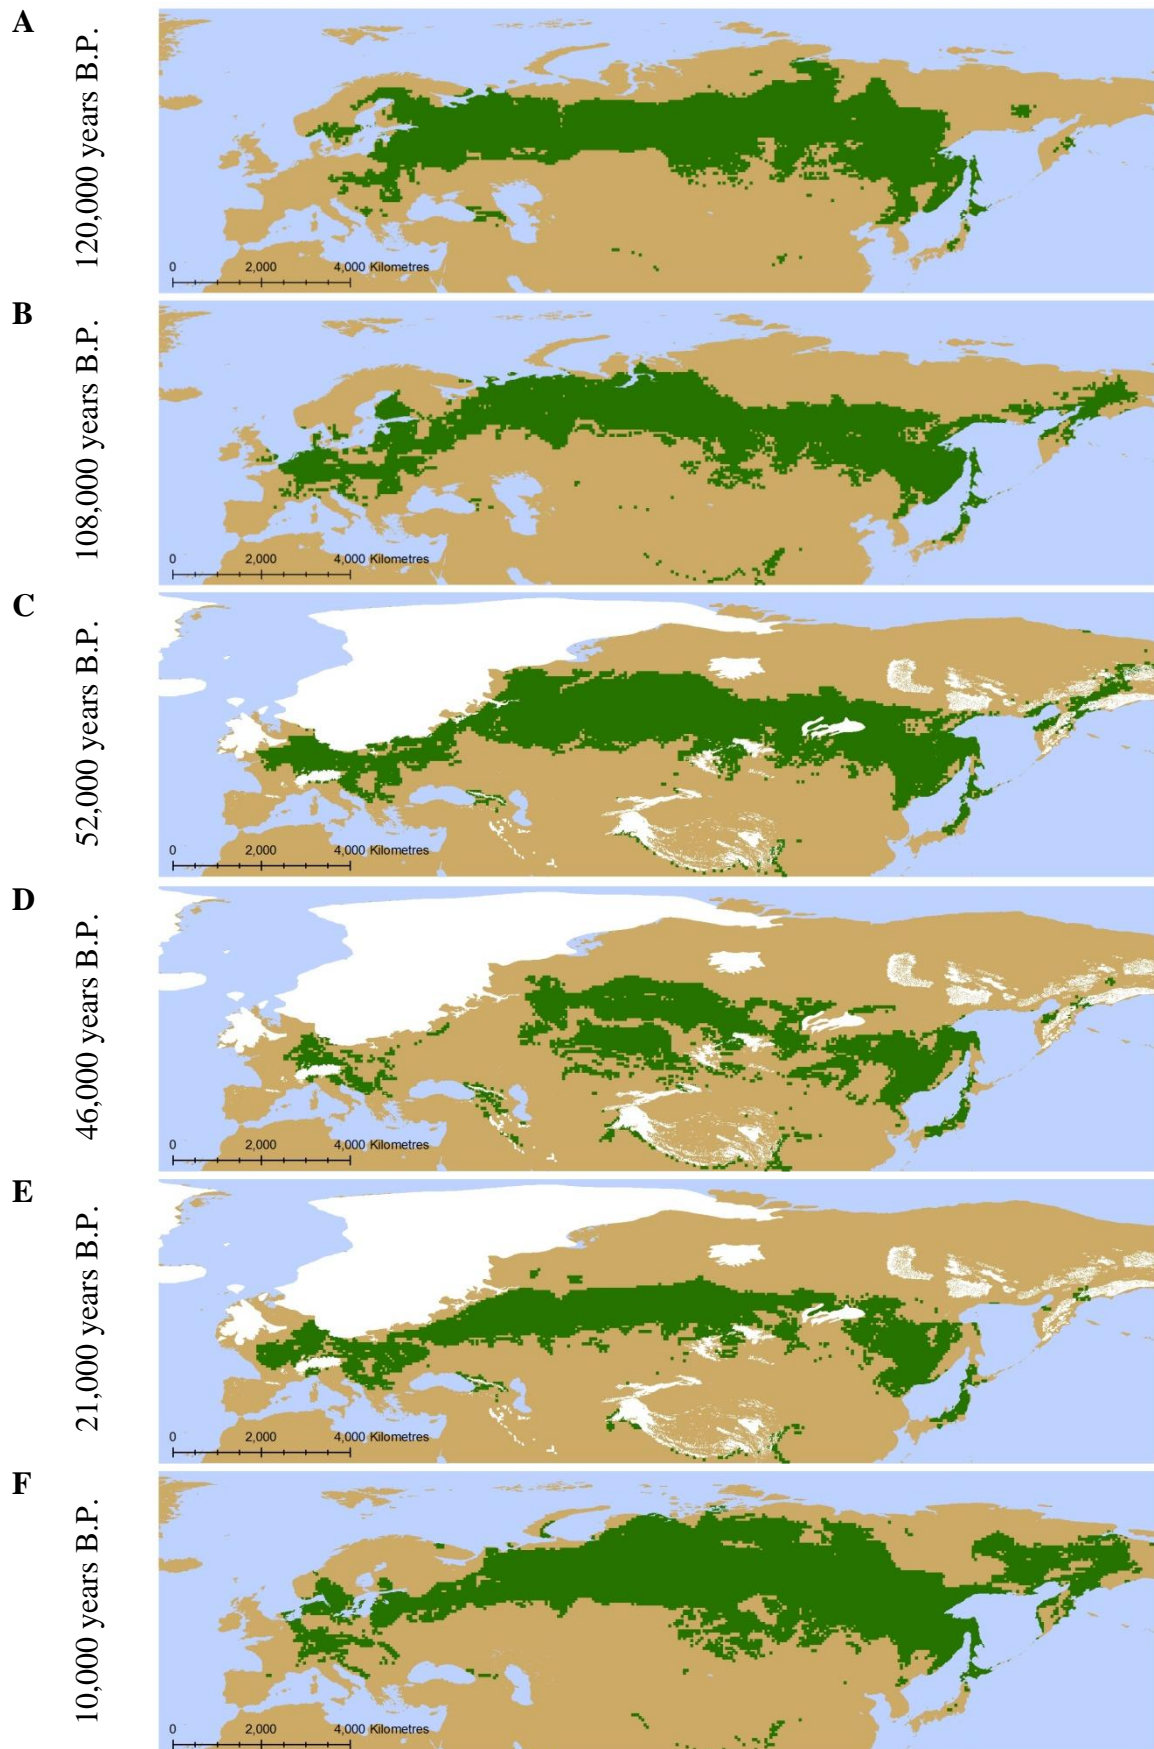 A
120,000 years B.P.
0 2,000 4,000 Kilometres
B
108,000 years B.P.
0 2,000 4,000 Kilometres
C
52,000 years B.P.
0 2,000 4,000 Kilometres
D
46,000 years B.P.
0 2,000 4,000 Kilometres
E
21,000 years B.P.
0 2,000 4,000 Kilometres
F
10,000 years B.P.
0 2,000 4,000 Kilometres